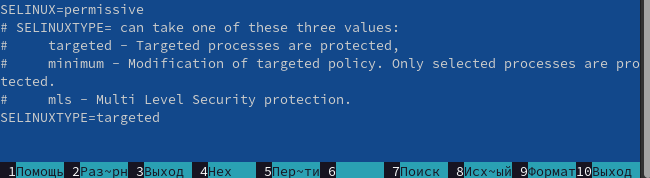 SELINUX=permissive
# SELINUXTYPE= can take one of these three values:
#     targeted - Targeted processes are protected,
#     minimum - Modification of targeted policy. Only selected processes are pro
tected.
#     mls - Multi Level Security protection.
SELINUXTYPE=targeted
1Помощь 2Раз~рн 3Выход 4Hex 5Пер~ти 6 7Поиск 8Исх~ый 9Формат10Выход